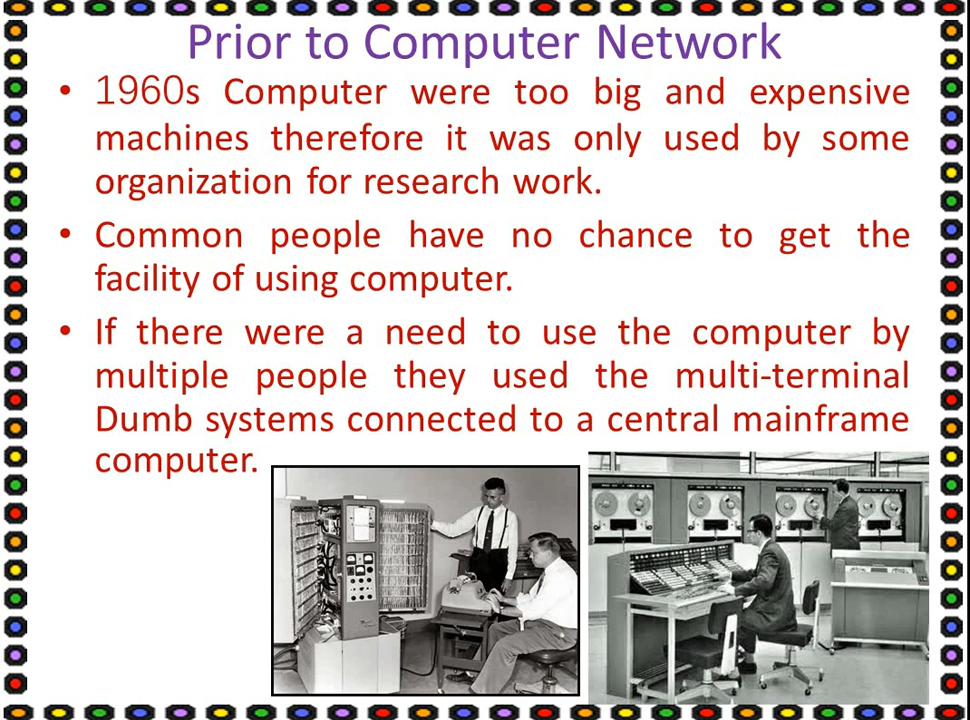 Prior to Computer Network
• 1960s Computer were too big and expensive
machines therefore it was only used by some
organization for research work.
• Common people have no chance to get the
facility of using computer.
• If there were a need to use the computer by
multiple people they used the multi-terminal
Dumb systems connected to a central mainframe
computer.